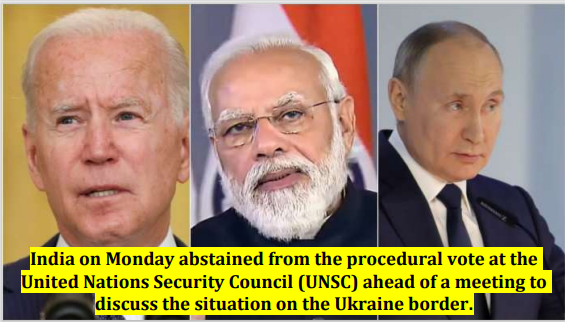 India on Monday abstained from the procedural vote at the
United Nations Security Council (UNSC) ahead of a meeting to
discuss the situation on the Ukraine border.